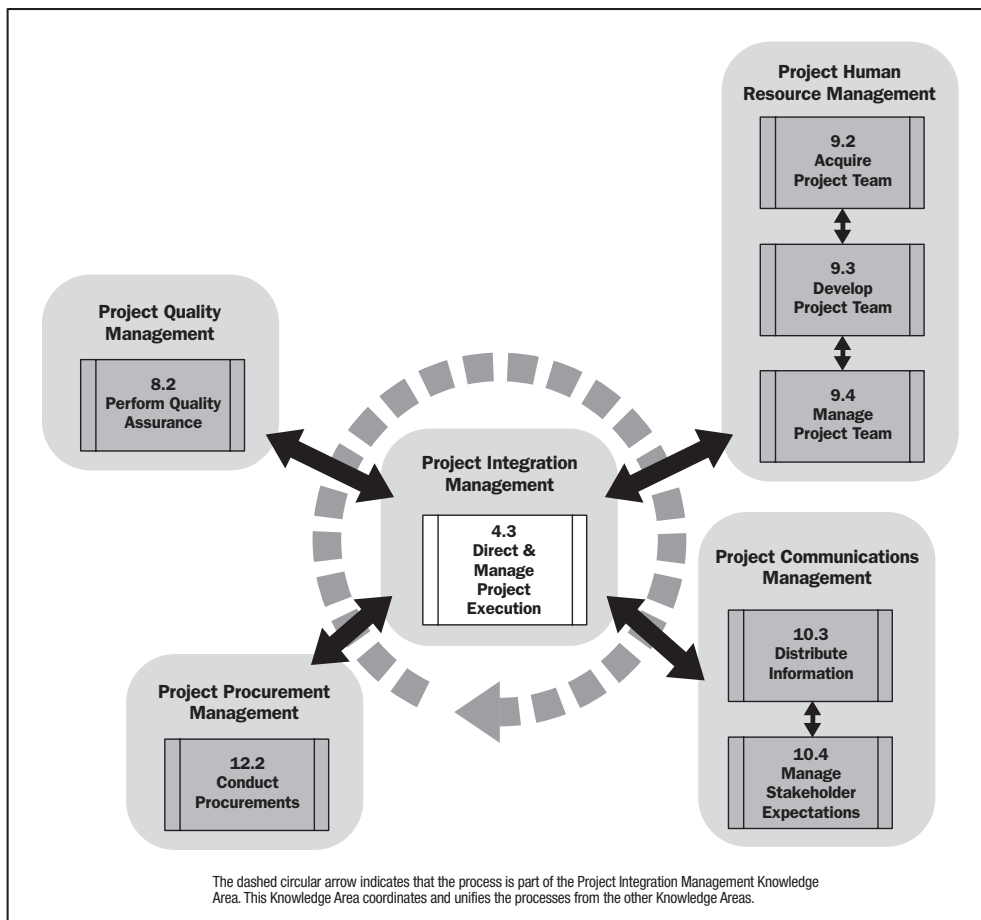 Project Human
Resource Management
9.2
Acquire
Project Team
9.3
Develop
Project Team
9.4
Manage
Project Team
Project Quality
Management
8.2
Perform Quality
Assurance
Project Integration
Management
4.3
Direct &
Manage
Project
Execution
Project Communications
Management
10.3
Distribute
Information
10.4
Manage
Stakeholder
Expectations
Project Procurement
Management
12.2
Conduct
Procurements
The dashed circular arrow indicates that the process is part of the Project Integration Management Knowledge
Area. This Knowledge Area coordinates and unifies the processes from the other Knowledge Areas.